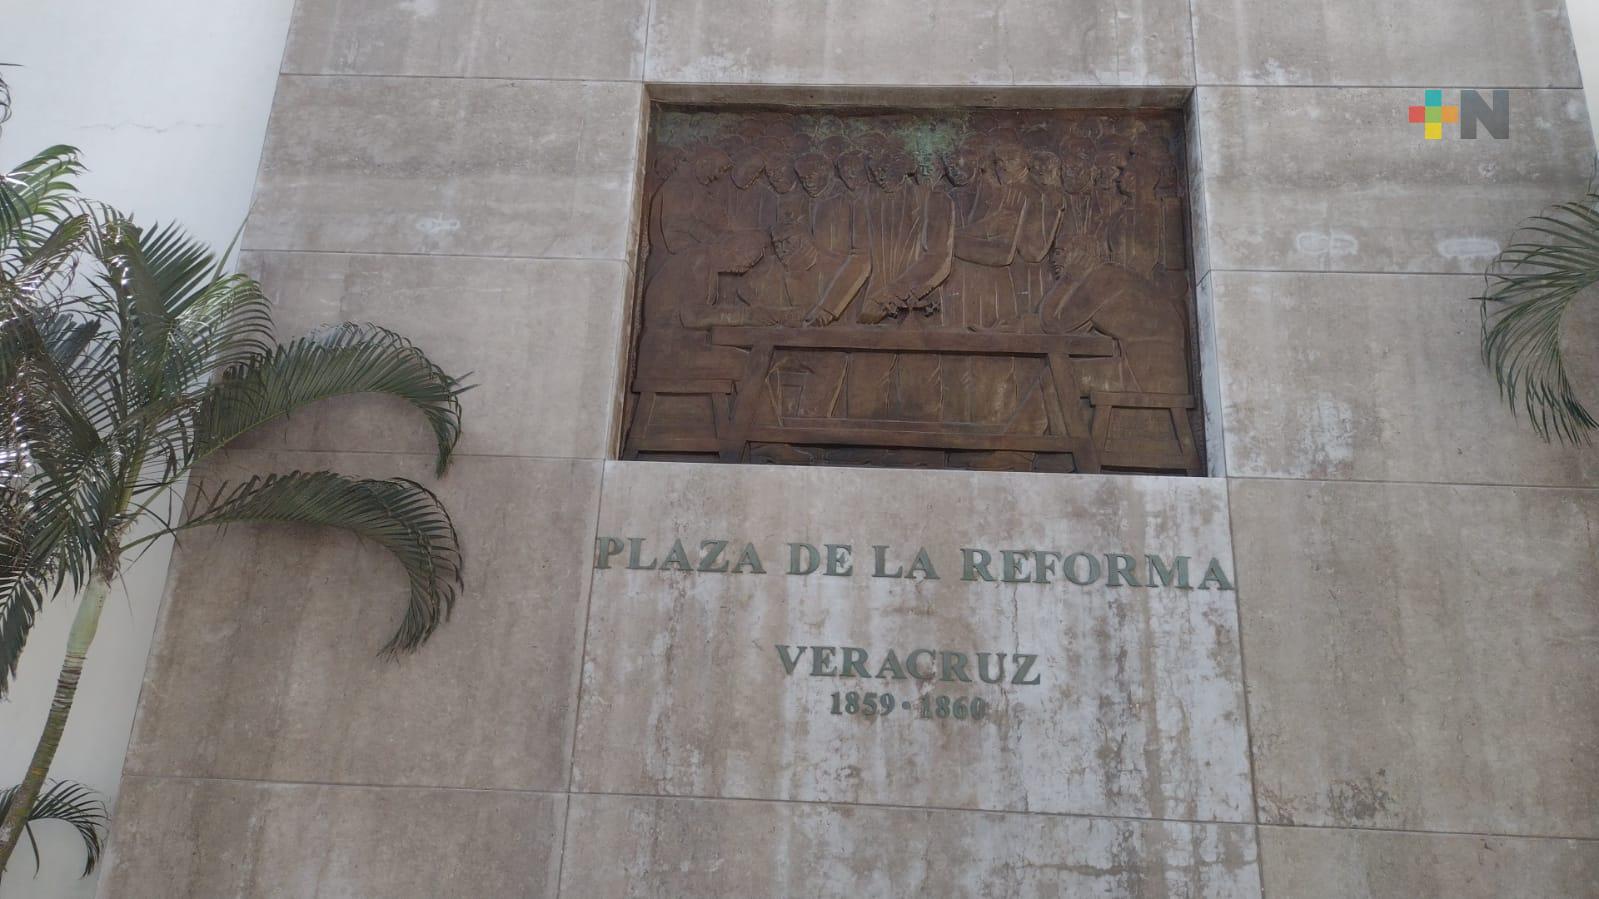 +N
PLAZA DE LA REFORMA
VERACRUZ
1859 • 1860